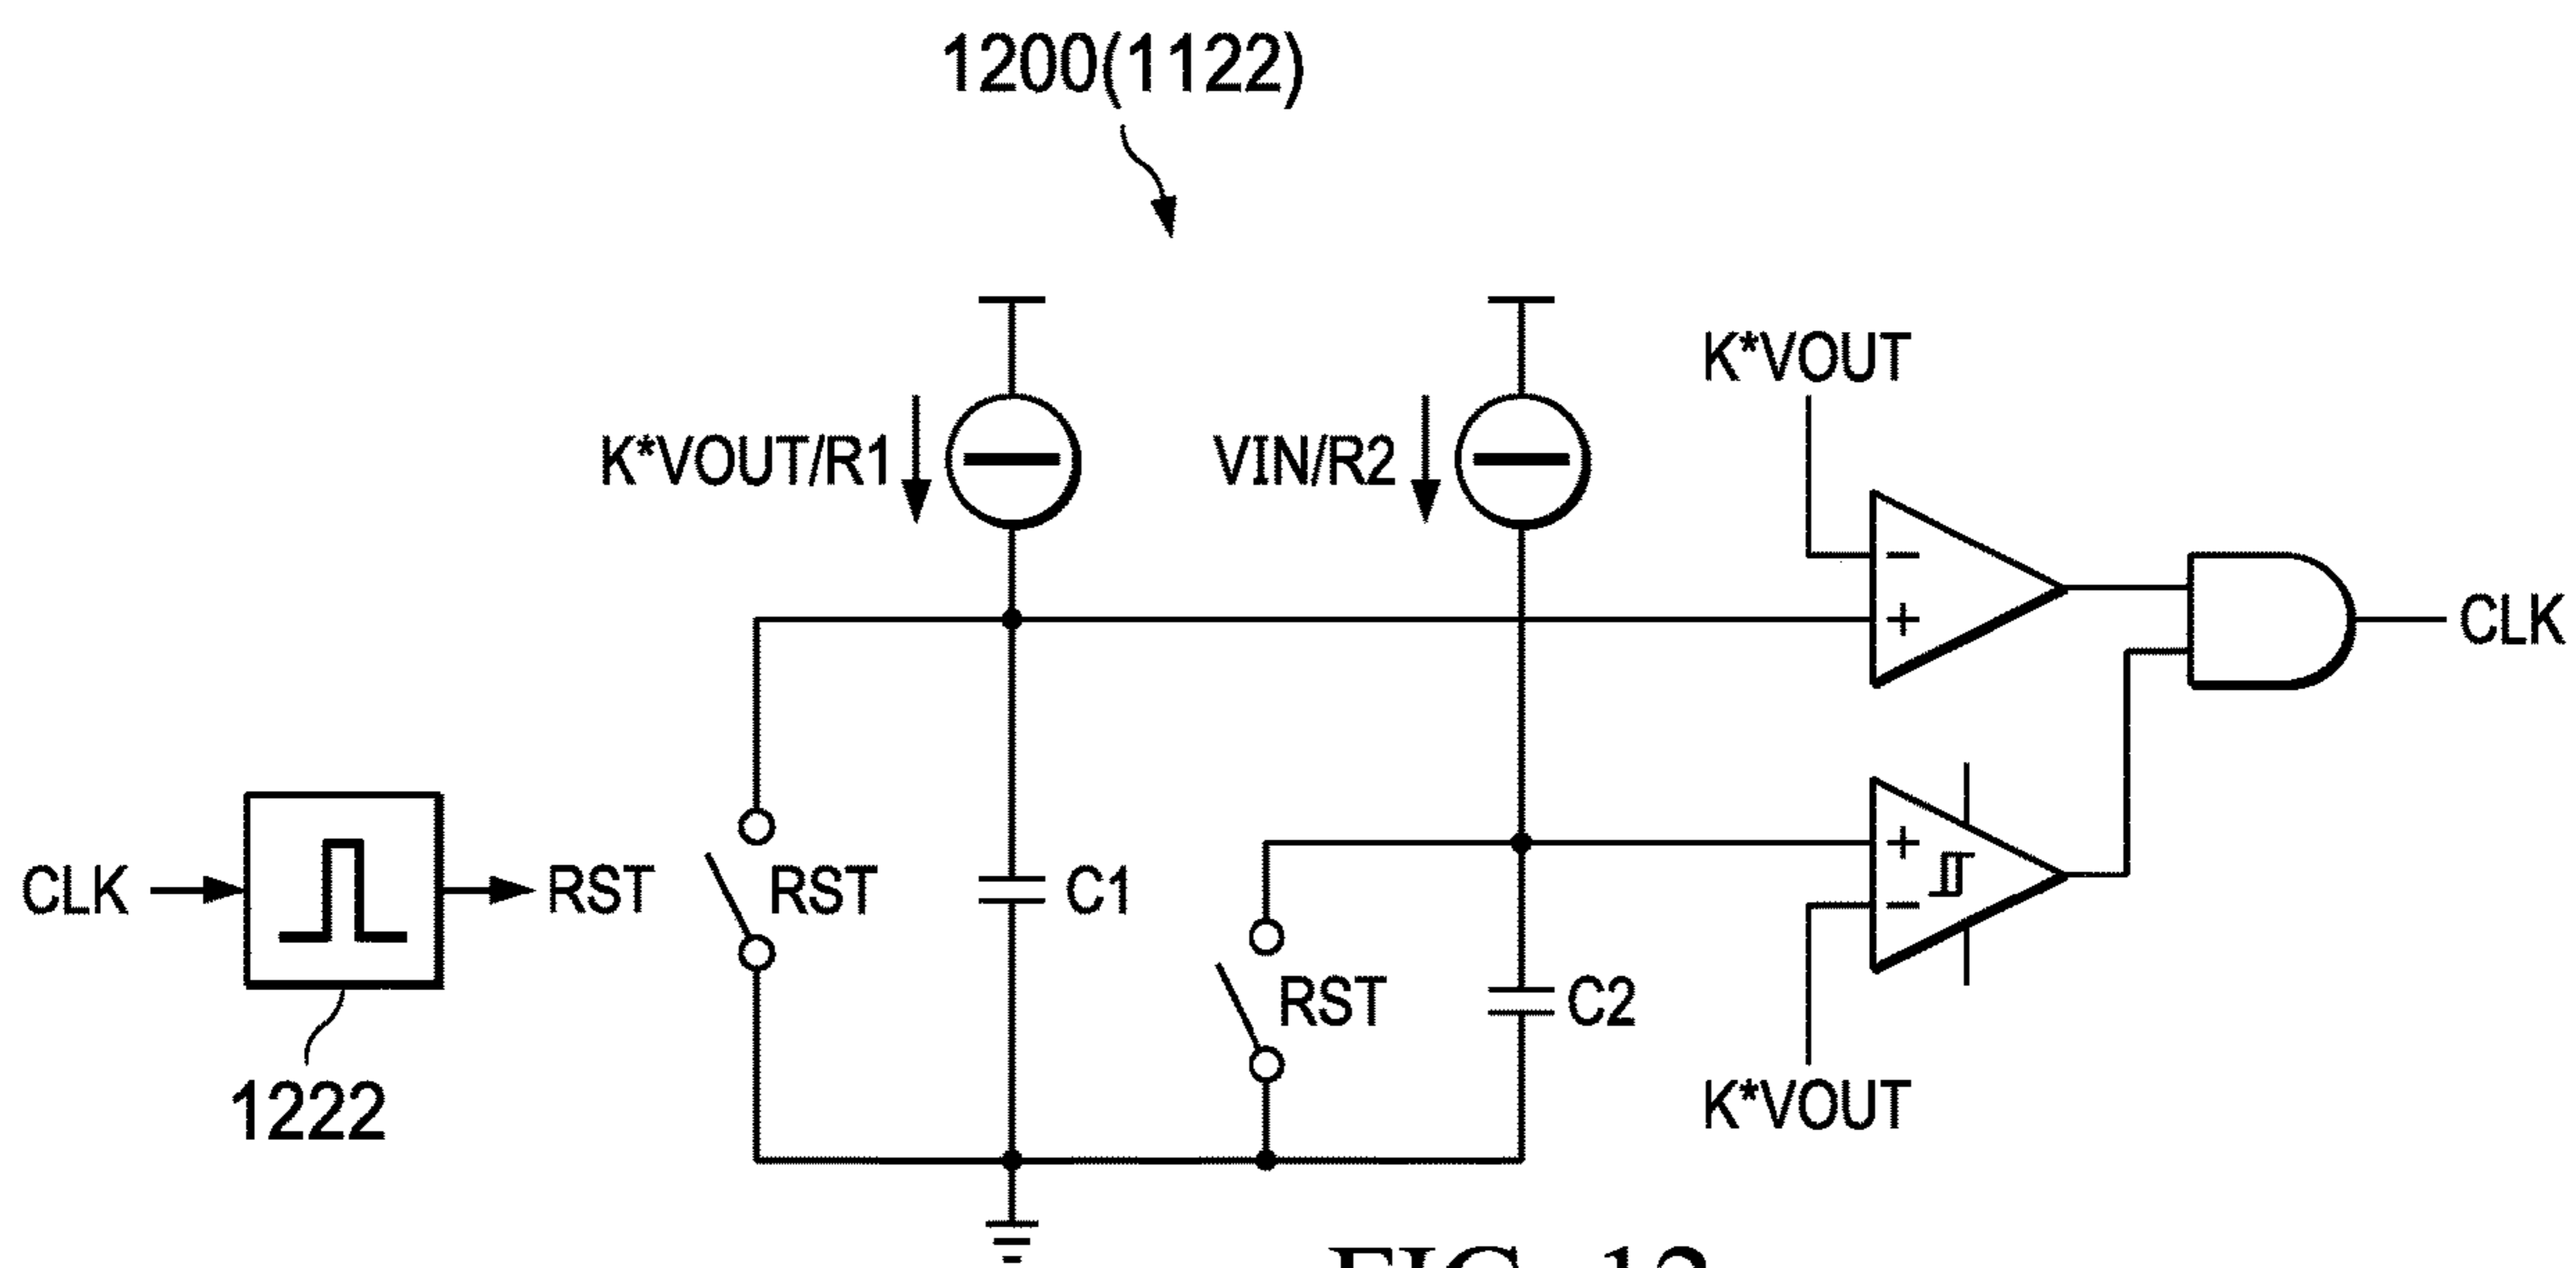 1200(1122)
K*VOUT
K*VOUT/R1
VIN/R2
−
+
CLK
CLK
RST
RST
C1
+
−
RST
C2
K*VOUT
1222